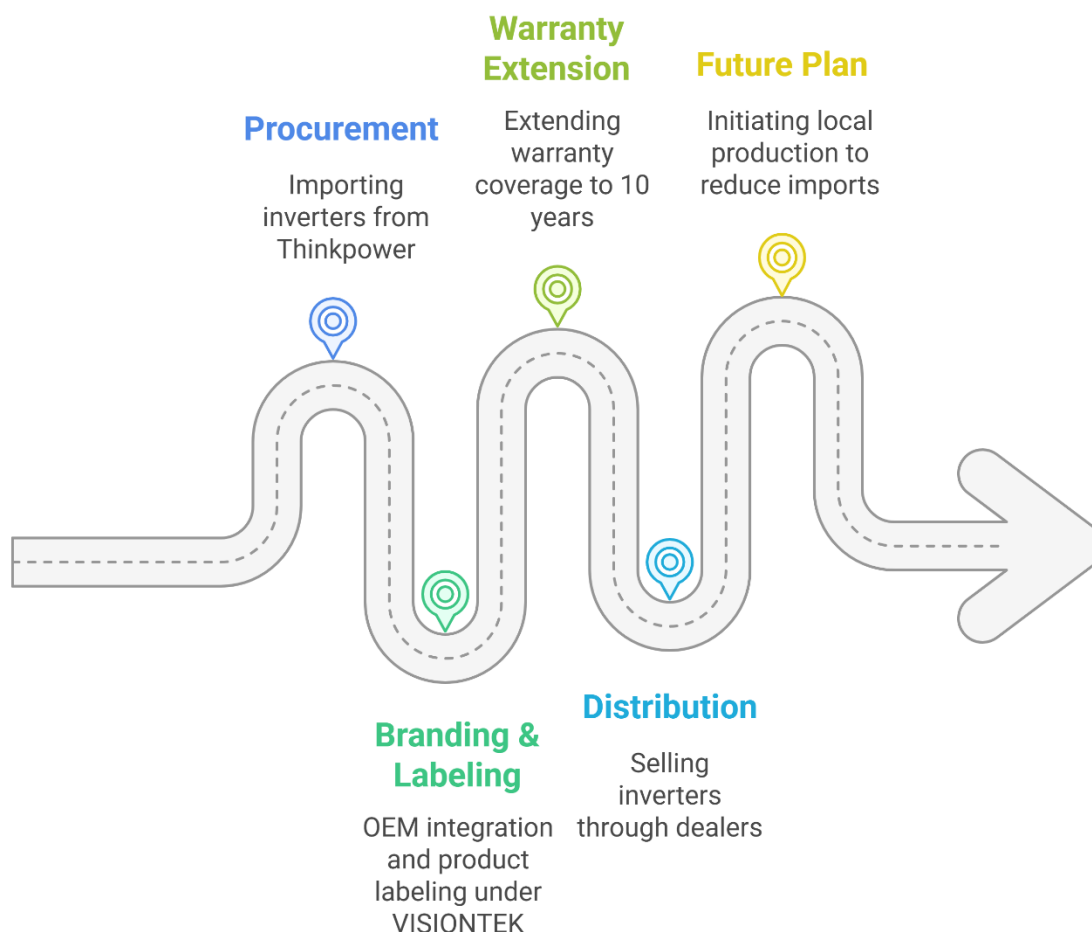 Procurement
Importing
inverters from
Thinkpower
Branding &
Labeling
OEM integration
and product
labeling under
VISIONTEK
Warranty
Extension
Extending
warranty
coverage to 10
years
Distribution
Selling
inverters
through dealers
Future Plan
Initiating local
production to
reduce imports